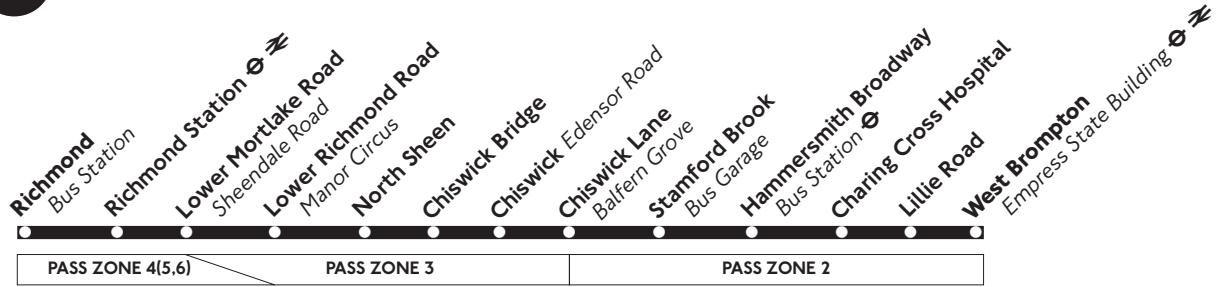 Richmond
Bus Station
Richmond Station
Lower Mortlake Road
Sheendale Road
Lower Richmond Road
Manor Circus
North Sheen
Chiswick Bridge
Chiswick Edensor Road
Chiswick Lane
Balfern Grove
Stamford Brook
Bus Garage
Hammersmith Broadway
Bus Station
Charing Cross Hospital
Lillie Road
West Brompton
Empress State Building
PASS ZONE 4(5,6)
PASS ZONE 3
PASS ZONE 2